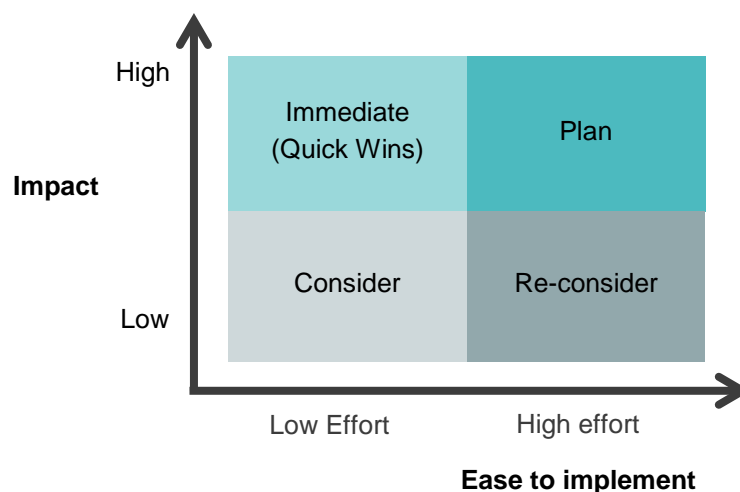 High
Immediate
(Quick Wins)
Plan
Impact
Consider
Re-consider
Low
Low Effort
High effort
Ease to implement